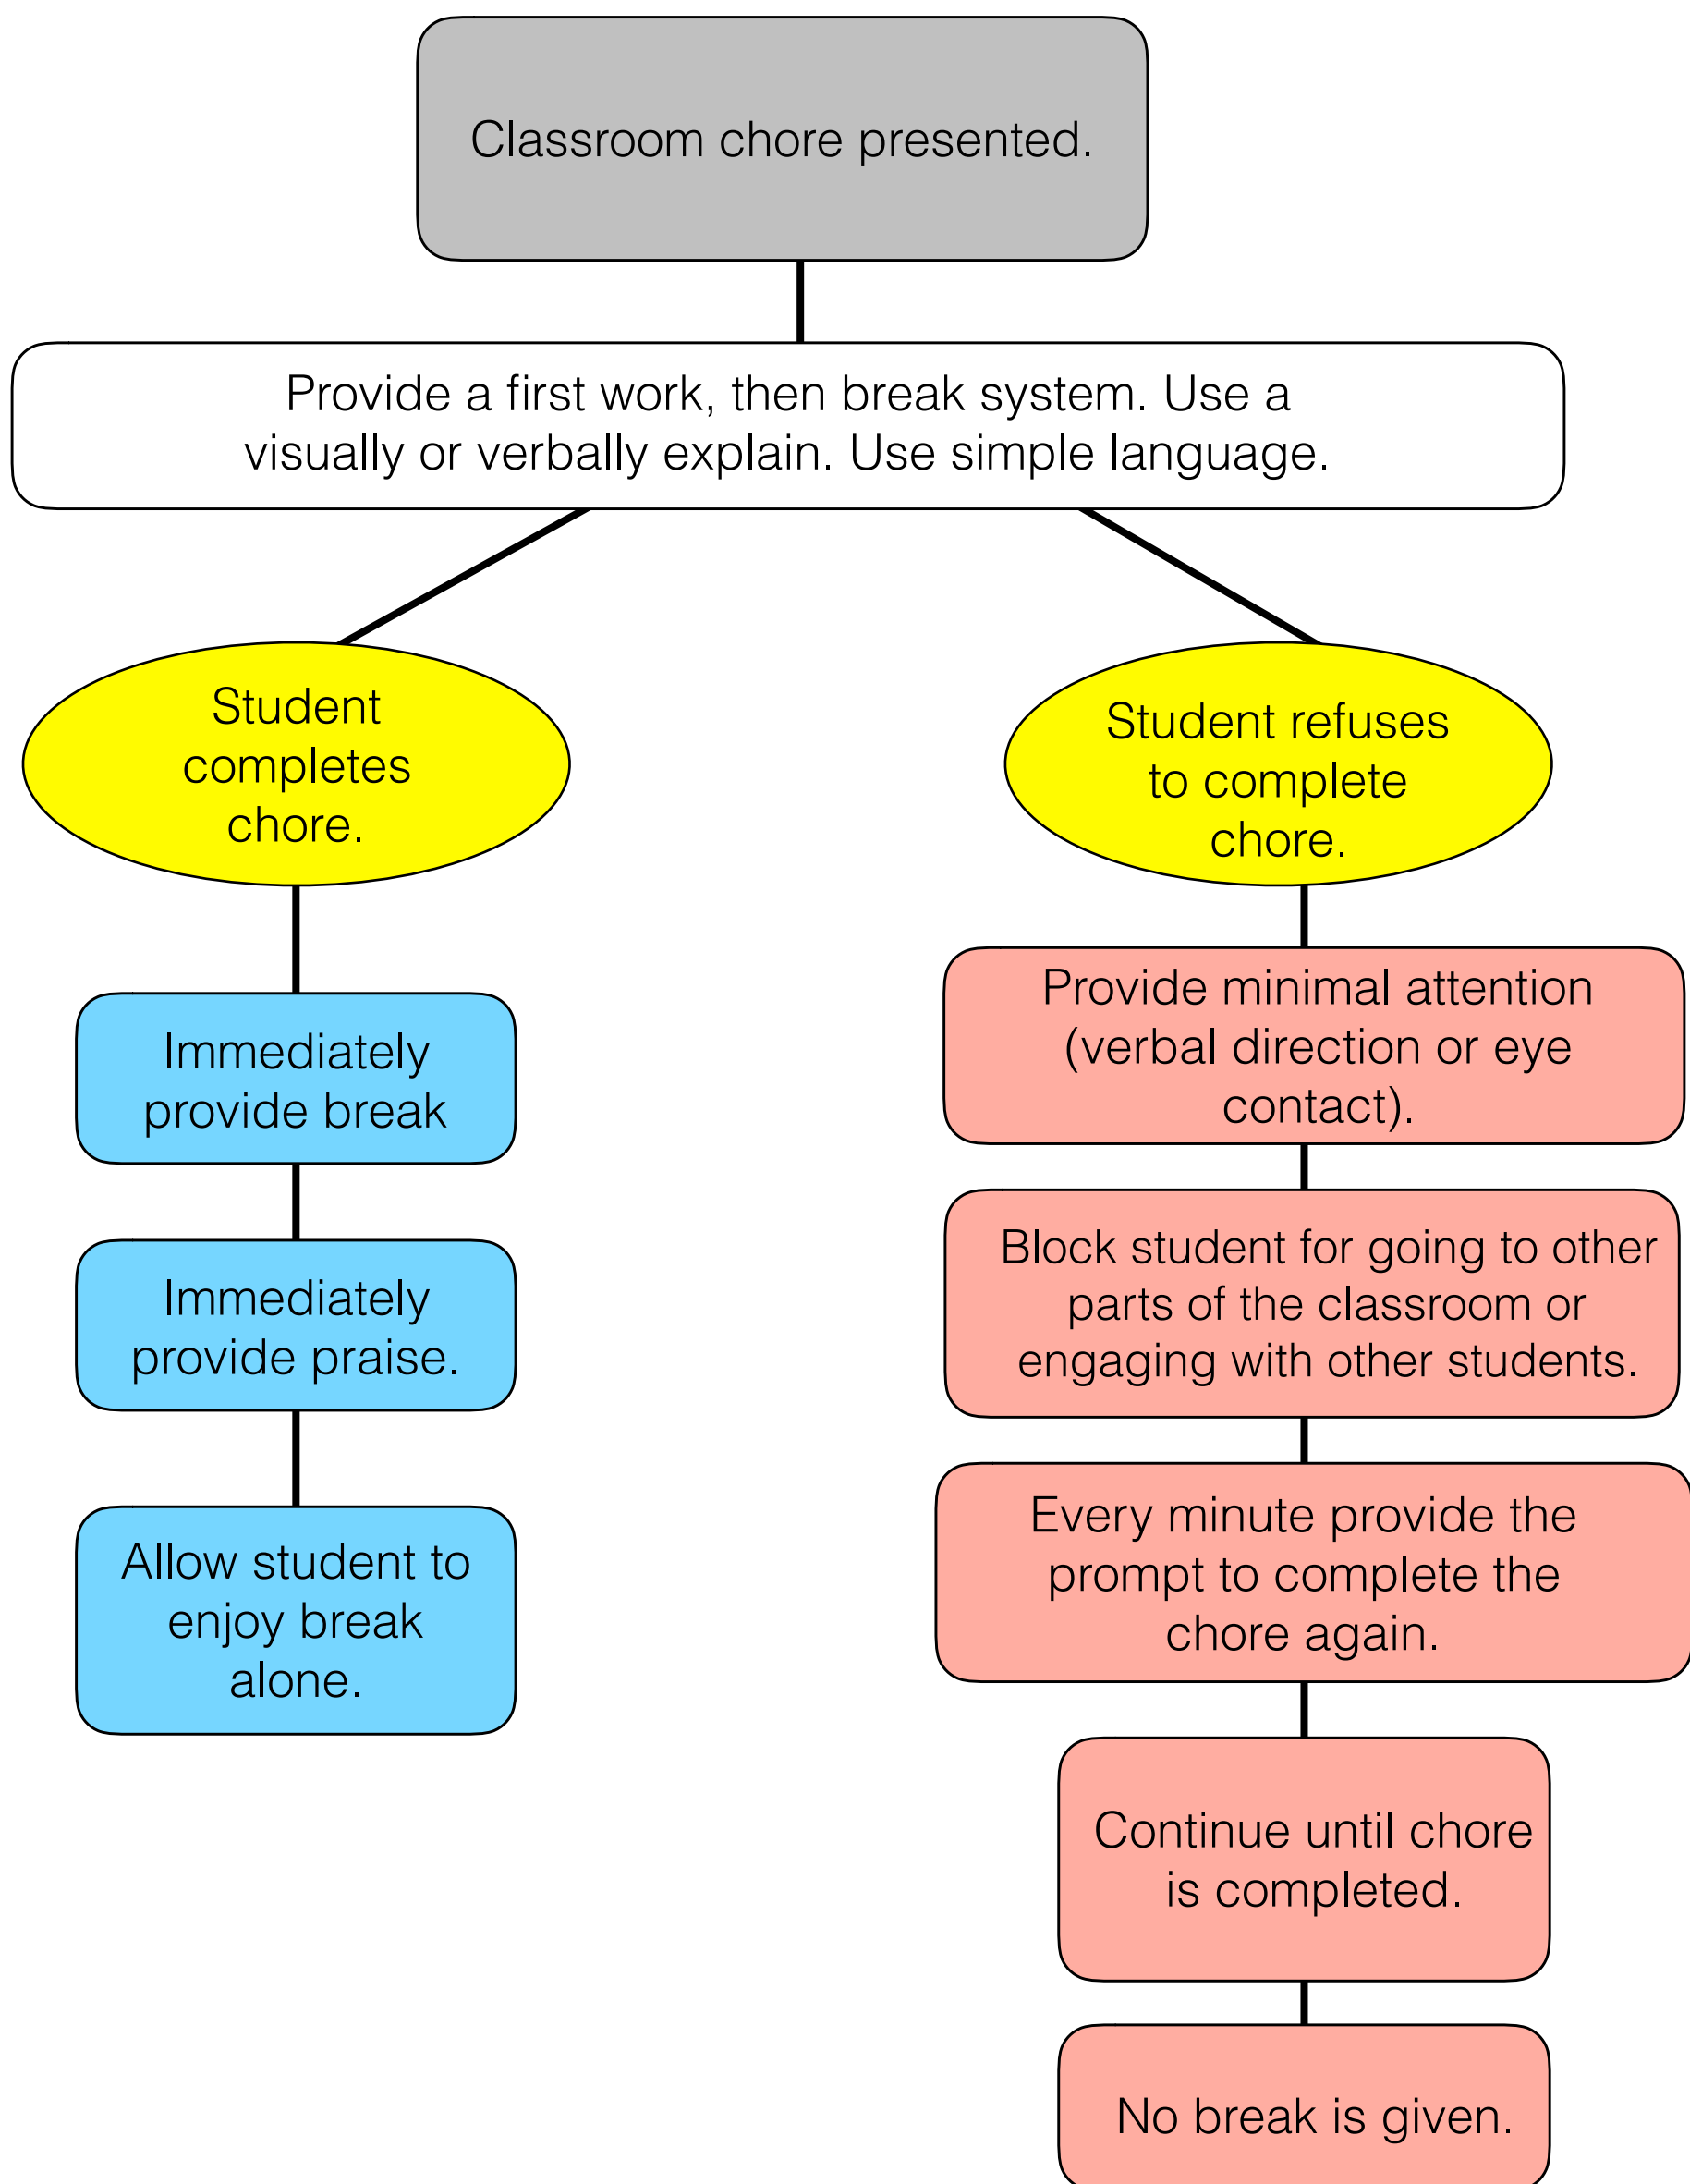 Classroom chore presented.
Provide a first work, then break system. Use a
visually or verbally explain. Use simple language.
Student
completes
chore.
Immediately
provide break
Immediately
provide praise.
Allow student to
enjoy break
alone.
Student refuses
to complete
chore.
Provide minimal attention
(verbal direction or eye
contact).
Block student for going to other
parts of the classroom or
engaging with other students.
Every minute provide the
prompt to complete the
chore again.
Continue until chore
is completed.
No break is given.